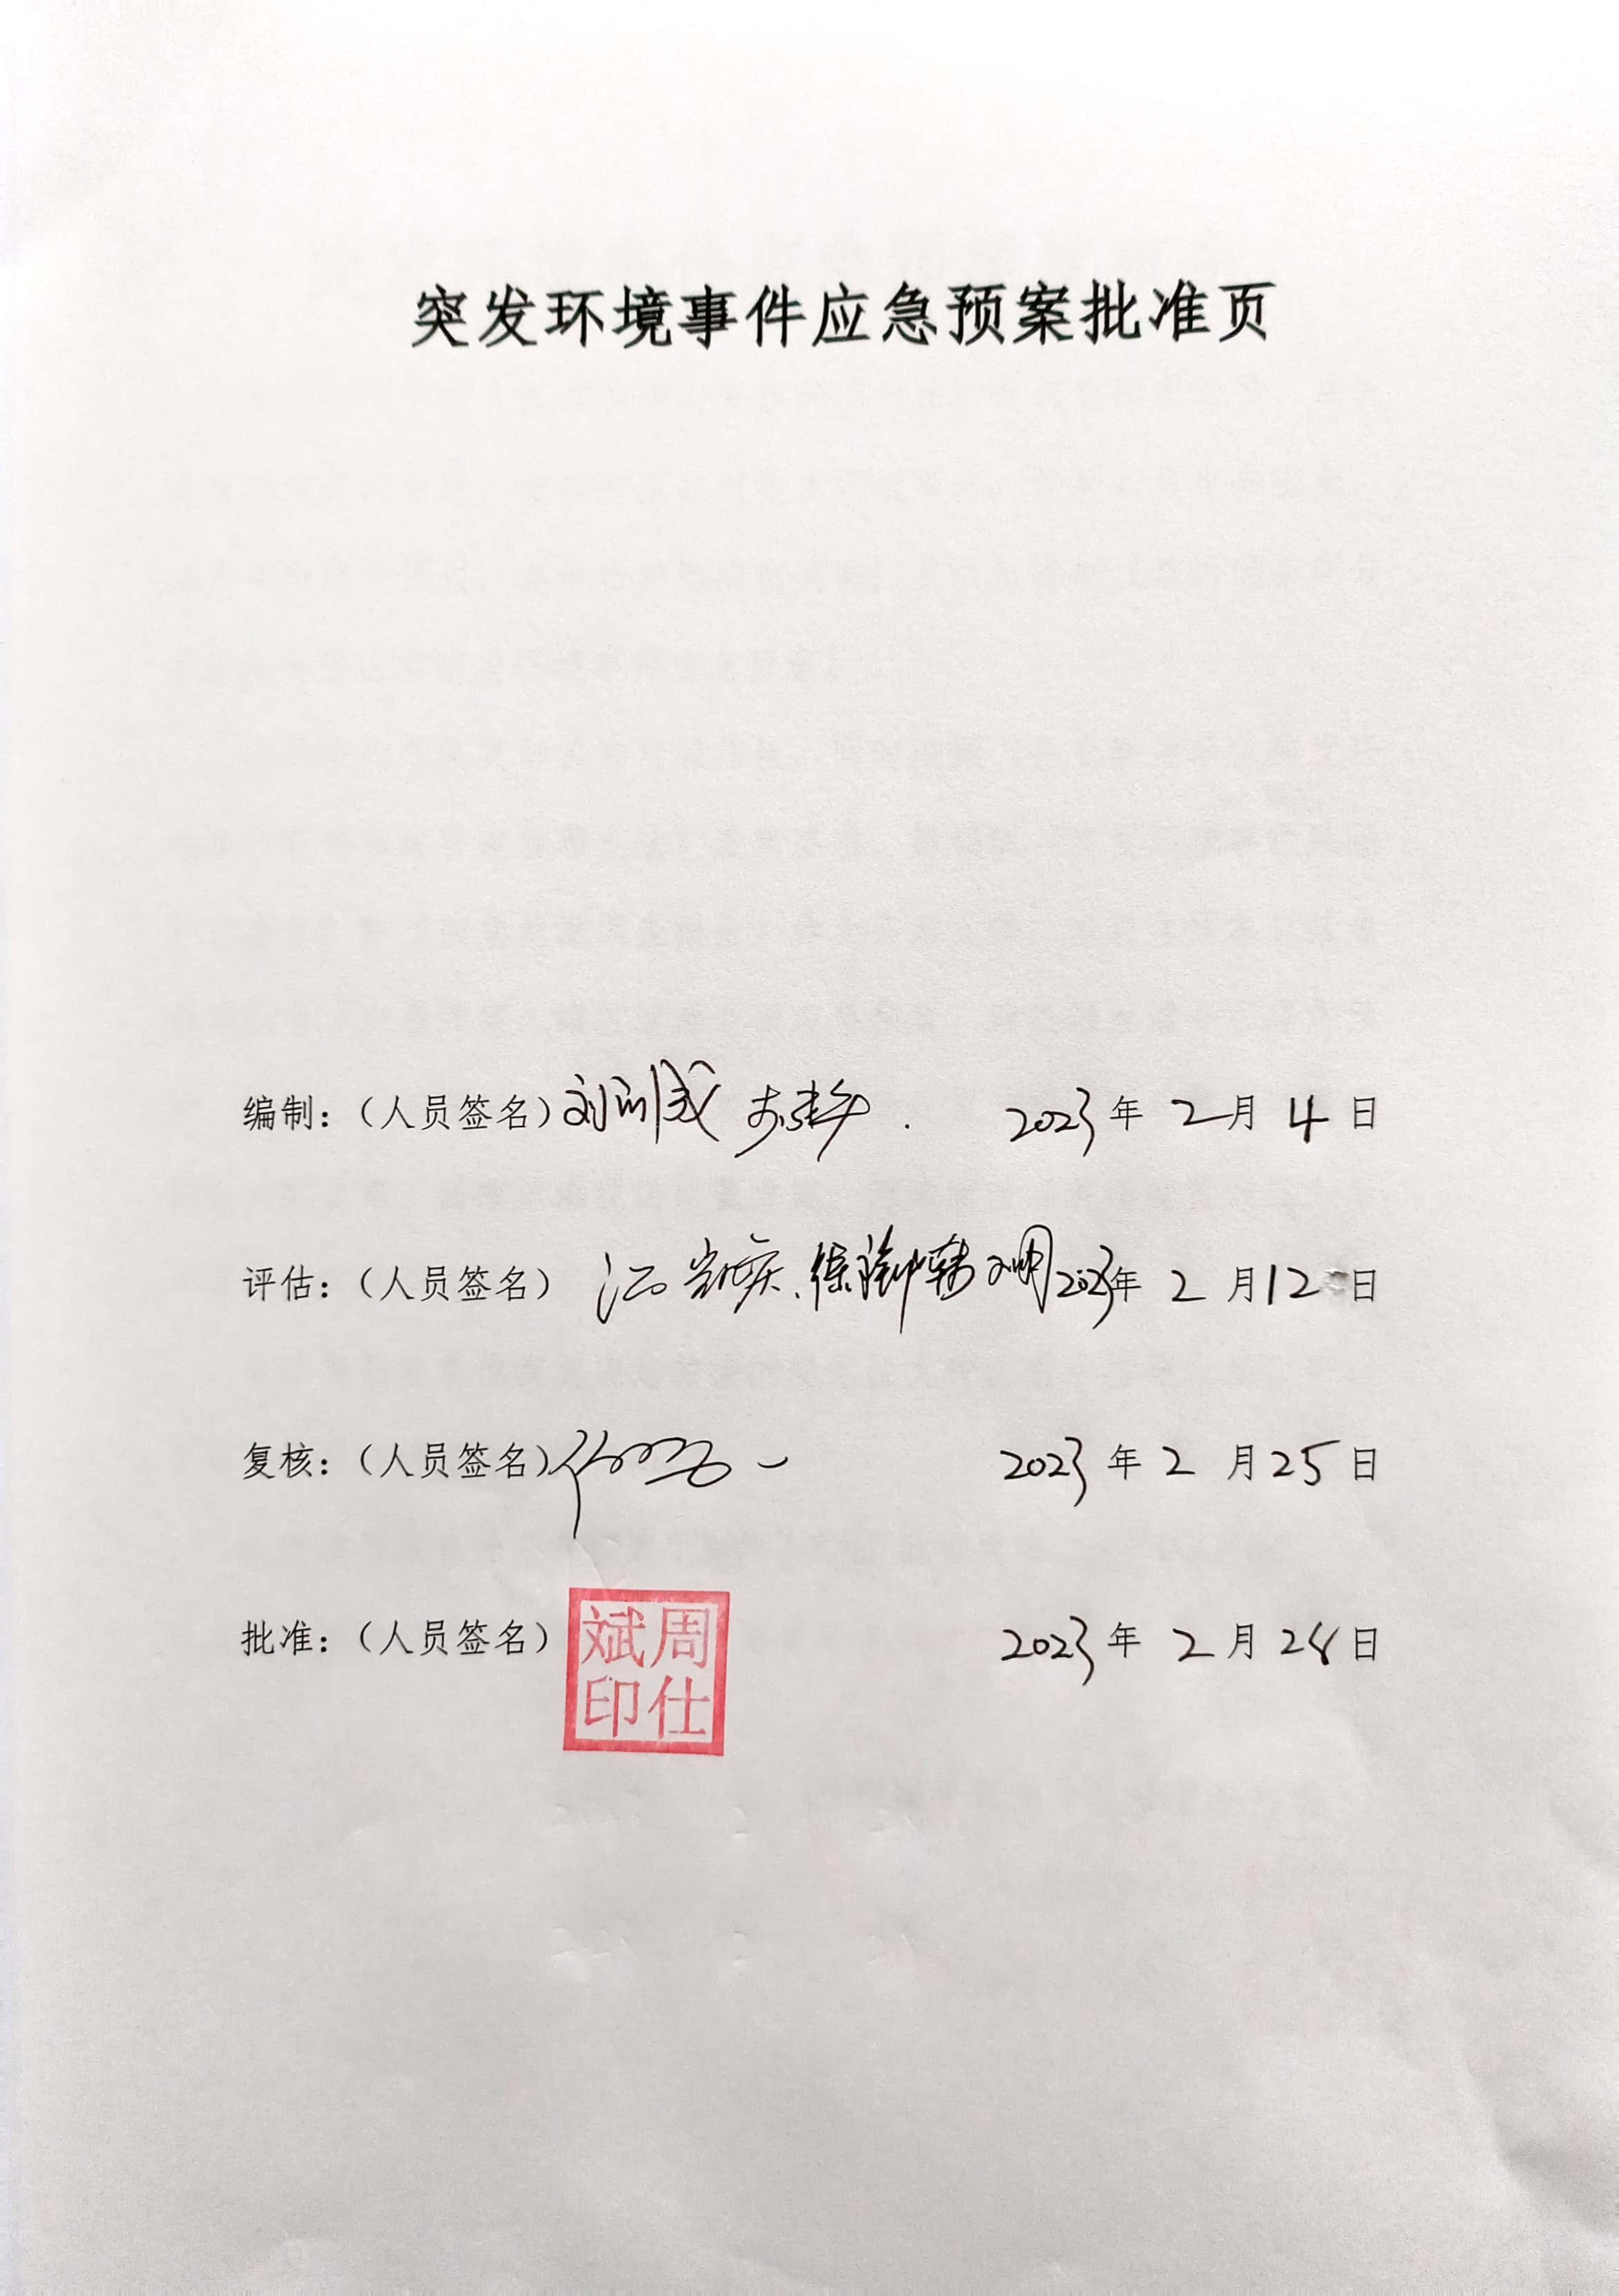 突发环境事件应急预案批准页
编制：（人员签名） 2023年2月4日
评估：（人员签名） 2023年2月12日
复核：（人员签名） 2023年2月25日
批准：（人员签名） 2023年2月28日
周仕斌印